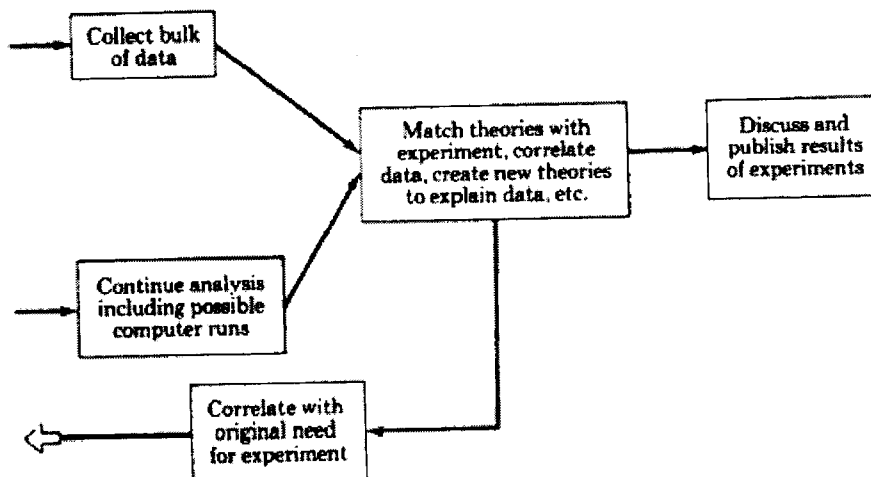 Collect bulk
of data
Match theories with
experiment, correlate
data, create new theories
to explain data, etc.
Discuss and
publish results
of experiments
Continue analysis
including possible
computer runs
Correlate with
original need
for experiment